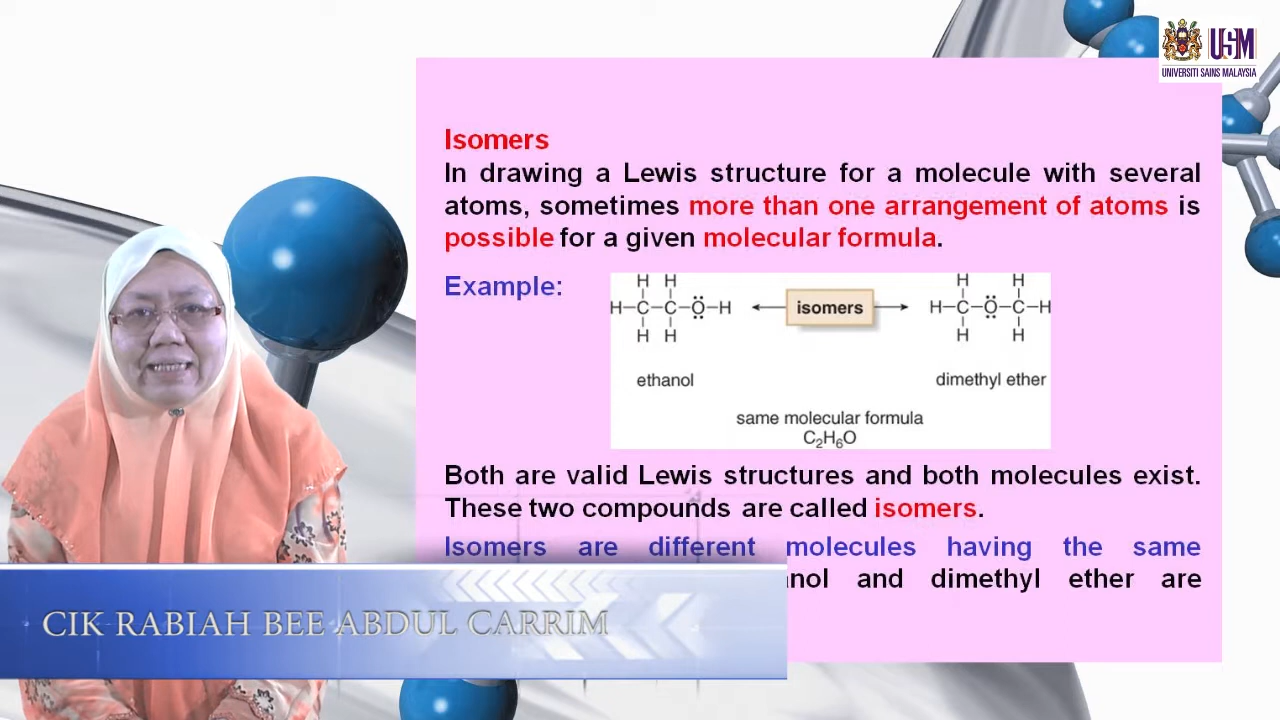 USM
UNIVERSITI SAINS MALAYSIA
Isomers
In drawing a Lewis structure for a molecule with several
atoms, sometimes more than one arrangement of atoms is
possible for a given molecular formula.
Example:
H H H H
H-C-C-Ö-H isomers H-C-Ö-C-H
H H H H
ethanol dimethyl ether
same molecular formula
C₂H₆O
Both are valid Lewis structures and both molecules exist.
These two compounds are called isomers.
Isomers are different molecules having the same
and dimethyl ether are
CIK RABIAH BEE ABDUL CARRIM